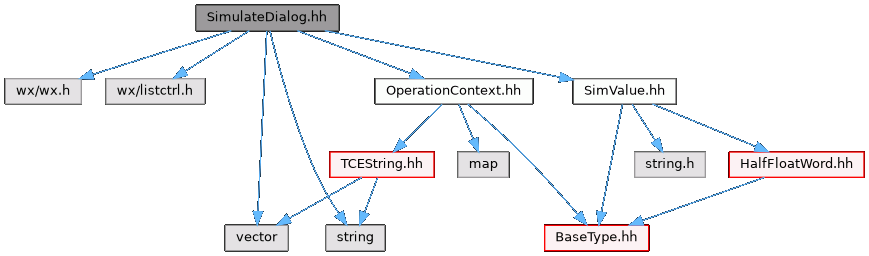 SimulateDialog.hh
wx/wx.h
wx/listctrl.h
OperationContext.hh
SimValue.hh
TCEString.hh
map
string.h
HalfFloatWord.hh
vector
string
BaseType.hh